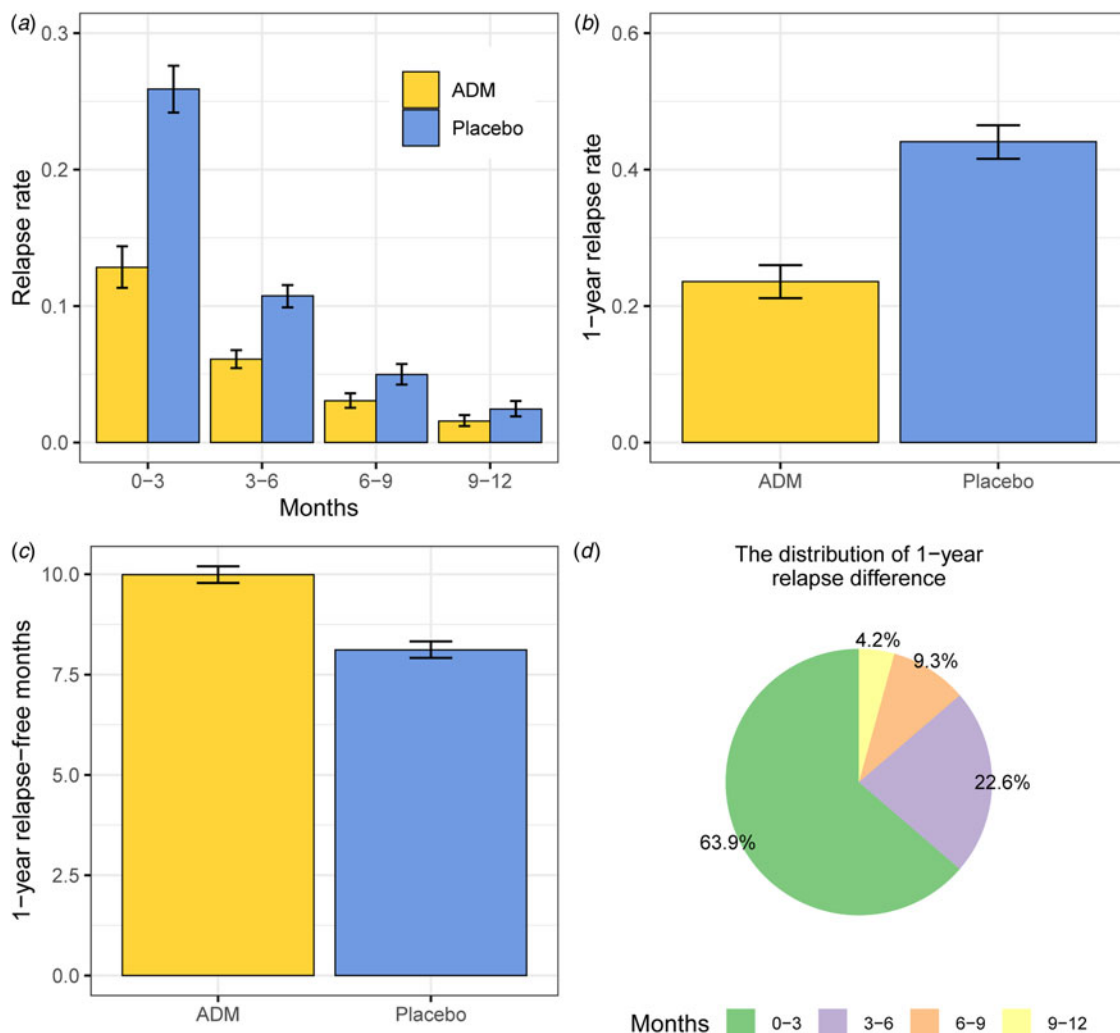 (a)
0.3
0.2
0.1
0.0
Relapse rate
ADM
Placebo
0−3
3−6
6−9
9−12
Months
(b)
0.6
0.4
0.2
0.0
1−year relapse rate
ADM
Placebo
(c)
10.0
7.5
5.0
2.5
0.0
1−year relapse−free months
ADM
Placebo
(d)
The distribution of 1−year
relapse difference
4.2%
9.3%
22.6%
63.9%
Months 0−3 3−6 6−9 9−12